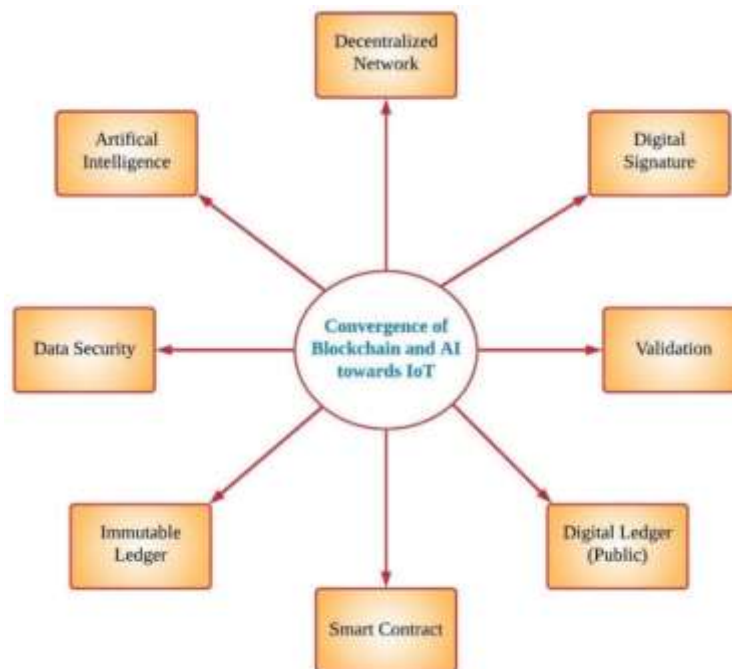 Decentralized
Network
Artifical
Intelligence
Digital
Signature
Convergence of
Blockchain and AI
towards IoT
Data Security
Validation
Immutable
Ledger
Digital Ledger
(Public)
Smart Contract